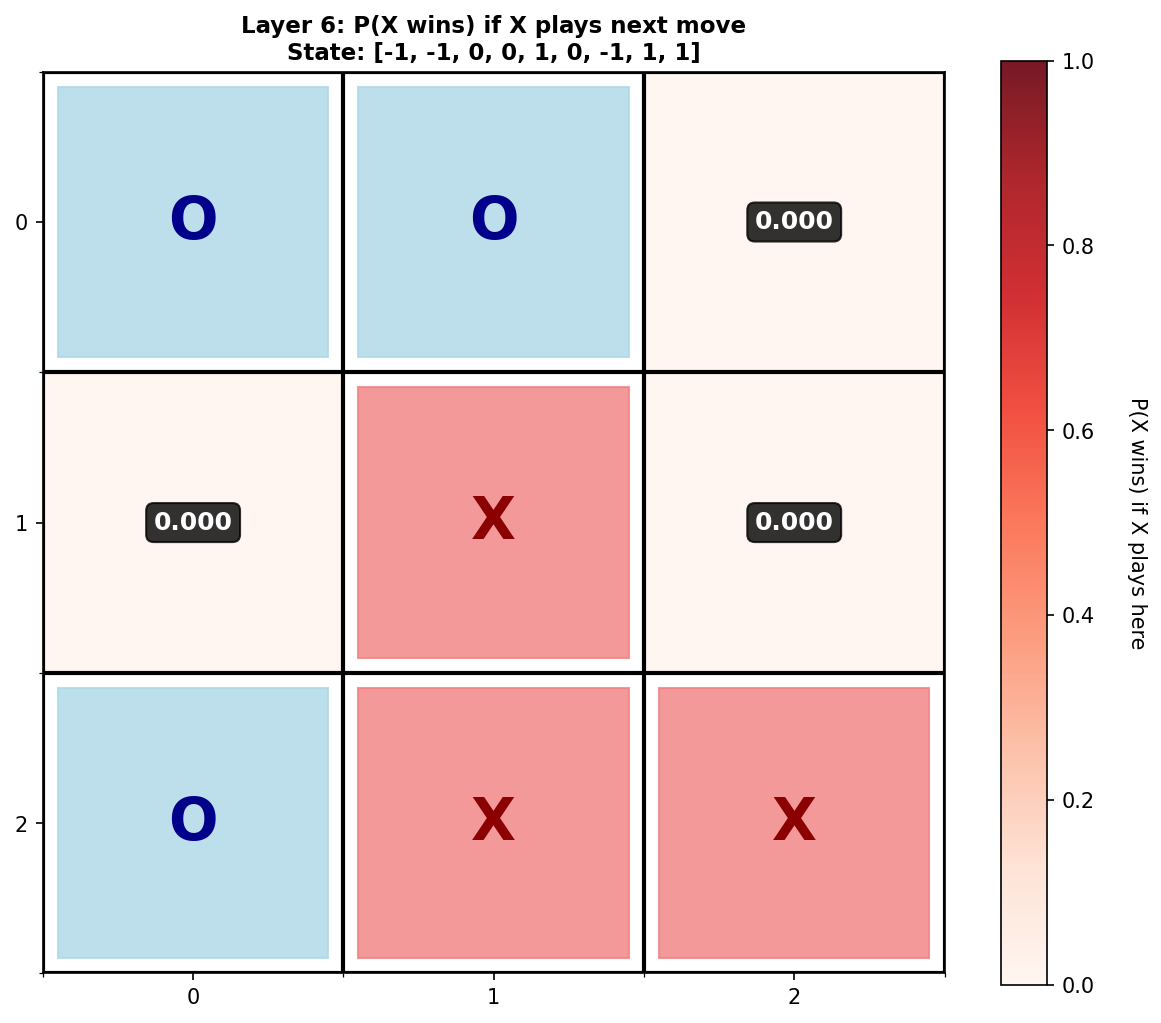 Layer 6: P(X wins) if X plays next move
State: [-1, -1, 0, 0, 1, 0, -1, 1, 1]
0
O
O
0.000
1
0.000
X
0.000
2
O
X
X
0
1
2
1.0
0.8
0.6
0.4
0.2
0.0
P(X wins) if X plays here